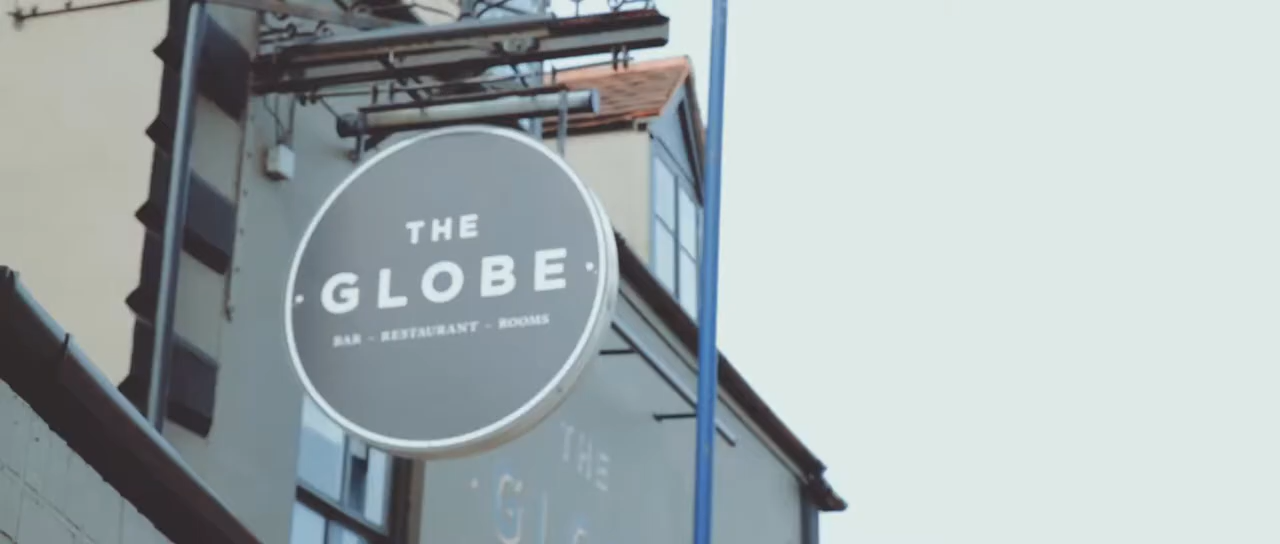 THE
· GLOBE ·
BAR - RESTAURANT - ROOMS
THE